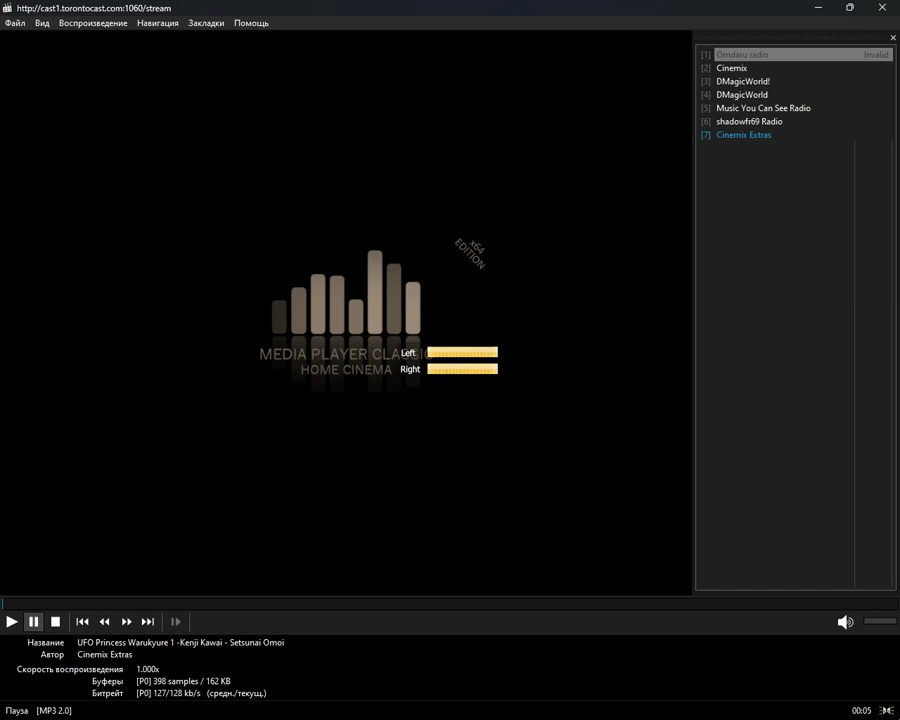 http://cast1.torontocast.com:1060/stream
Файл Вид Воспроизведение Навигация Закладки Помощь
[1] Omdaru radio Invalid
[2] Cinemix
[3] DMagicWorld!
[4] DMagicWorld
[5] Music You Can See Radio
[6] shadowfr69 Radio
[7] Cinemix Extras
x64
EDITION
MEDIA PLAYER CLASSIC
HOME CINEMA
Left
Right
Название UFO Princess Warukyure 1 -Kenji Kawai - Setsunai Omoi
Автор Cinemix Extras
Скорость воспроизведения 1.000x
Буферы [P0] 398 samples / 162 KB
Битрейт [P0] 127/128 kb/s (средн./текущ.)
Пауза [MP3 2.0] 00:05